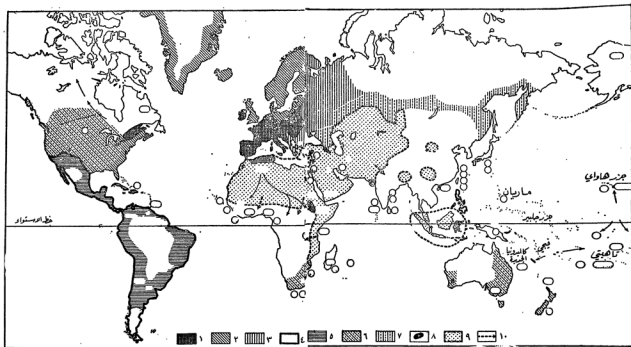 جزر هاواي
ماريان
جزر جلبير
خط الاستواء
فيجي
كاليدونيا
الجديدة
تاهيتي
١ ٢ ٣ ٤ ٥ ٦ ٧ ٨ ٩ ١٠